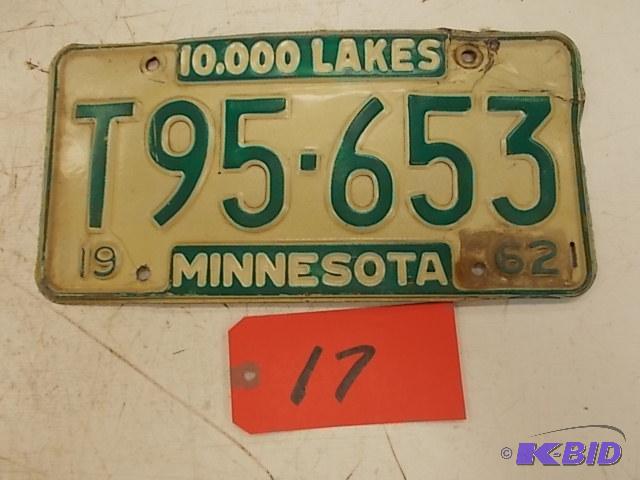 10.000 LAKES
T95·653
19 62
MINNESOTA
17
© K-BID